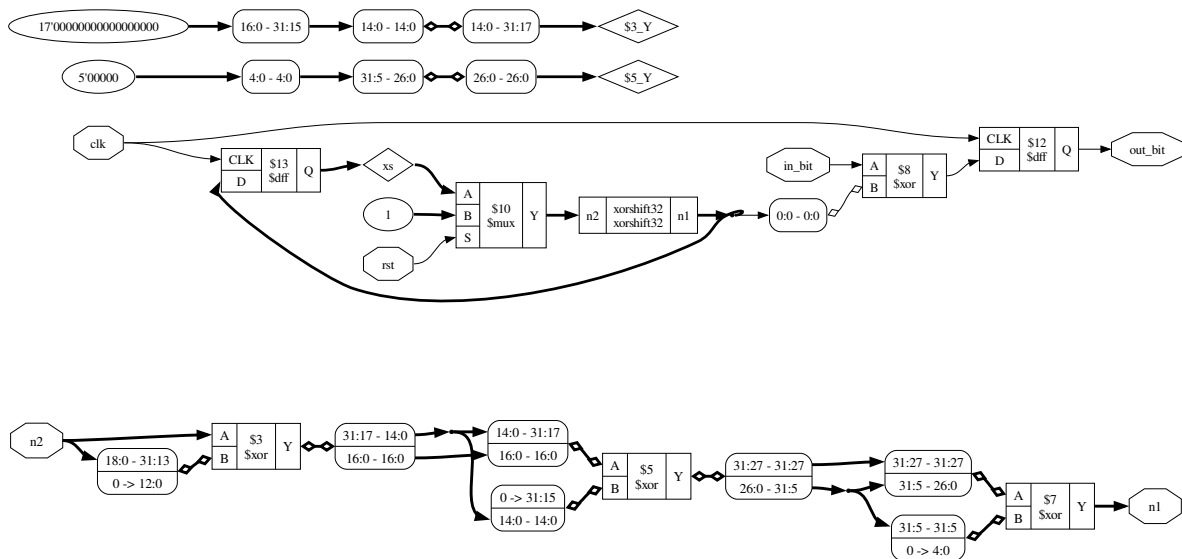 17'00000000000000000 16:0 - 31:15 14:0 - 14:0 14:0 - 31:17 $3_Y
5'00000 4:0 - 4:0 31:5 - 26:0 26:0 - 26:0 $5_Y
clk
CLK
D
$13
$dff
Q
xs
1
rst
A
B
S
$10
$mux
Y
n2
xorshift32
xorshift32
n1
0:0 - 0:0
in_bit
A
B
$8
$xor
Y
CLK
D
$12
$dff
Q
out_bit
n2
18:0 - 31:13
0 -> 12:0
A
B
$3
$xor
Y
31:17 - 14:0
16:0 - 16:0
14:0 - 31:17
16:0 - 16:0
0 -> 31:15
14:0 - 14:0
A
B
$5
$xor
Y
31:27 - 31:27
26:0 - 31:5
31:27 - 31:27
31:5 - 26:0
31:5 - 31:5
0 -> 4:0
A
B
$7
$xor
Y
n1